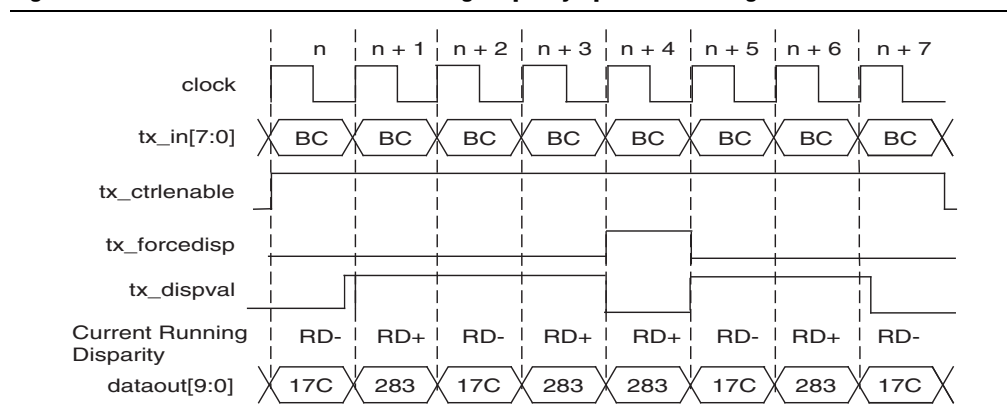 n n + 1 n + 2 n + 3 n + 4 n + 5 n + 6 n + 7
clock
tx_in[7:0] BC BC BC BC BC BC BC BC
tx_ctrlenable
tx_forcedisp
tx_dispval
Current Running
Disparity RD- RD+ RD- RD+ RD+ RD- RD+ RD-
dataout[9:0] 17C 283 17C 283 283 17C 283 17C